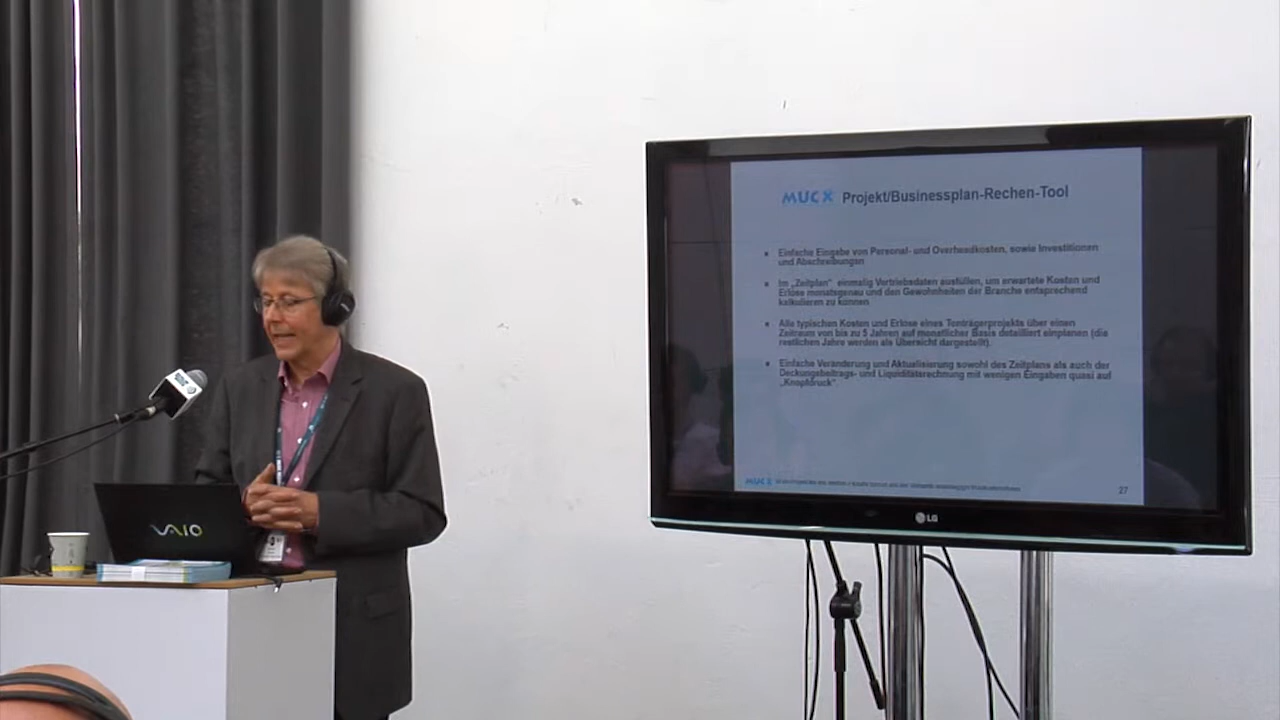 MUCX Projekt/Businessplan-Rechen-Tool
Einfache Eingabe von Personal- und Overheadkosten, sowie Investitionen
und Abschreibungen
Im „Zeitplan“ einmalig Vertriebsdaten ausfüllen, um erwartete Kosten und
Erlöse monatsgenau und den Gewohnheiten der Branche entsprechend
kalkulieren zu können
Alle typischen Kosten und Erlöse eines Tonträgerprojekts über einen
Zeitraum von bis zu 5 Jahren auf monatlicher Basis detailliert einplanen (die
restlichen Jahre werden als Übersicht dargestellt).
Einfache Veränderung und Aktualisierung sowohl des Zeitplans als auch der
Deckungsbeitrags- und Liquiditätsrechnung mit wenigen Eingaben quasi auf
„Knopfdruck“
MUCX
27
LG
VAIO